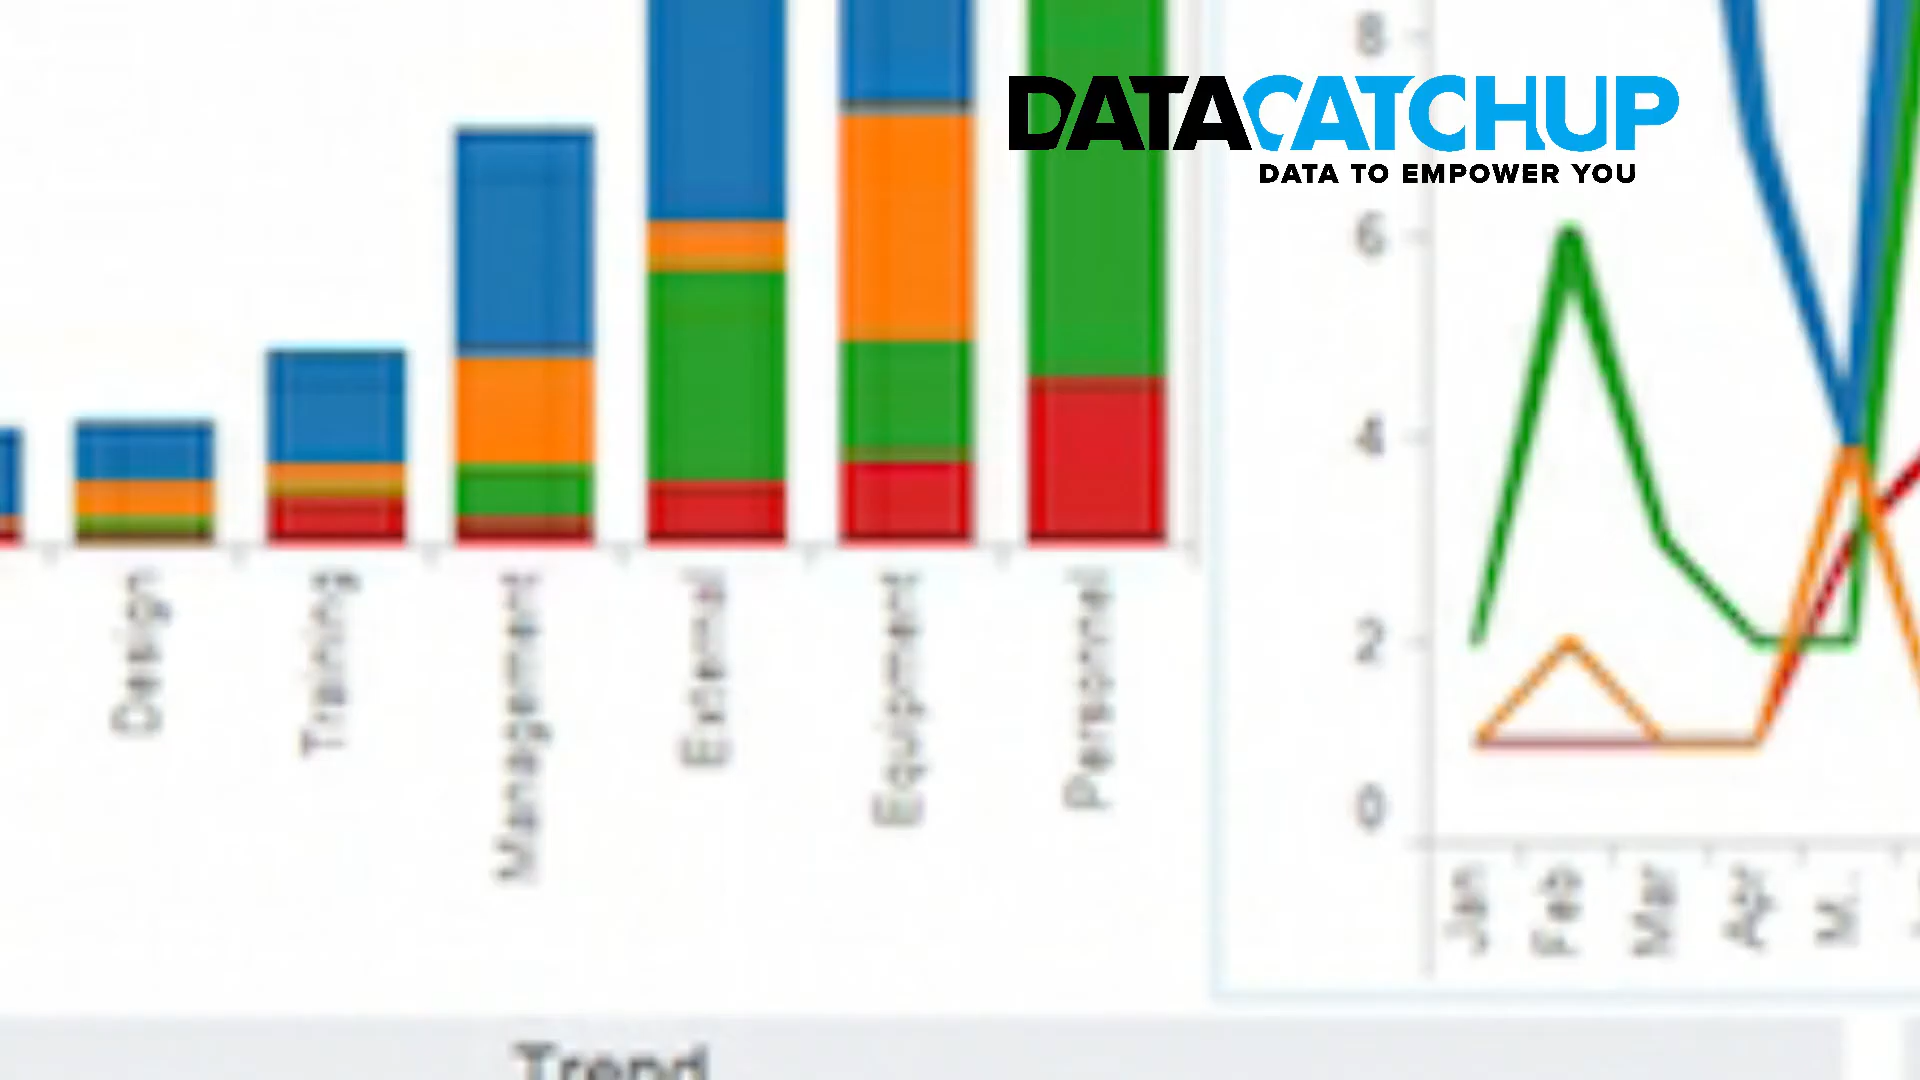 8
DATACATCHUP
DATA TO EMPOWER YOU
6
4
2
0
Design
Training
Management
External
Equipment
Personnel
Jan
Feb
Mar
Apr
M..
Trend